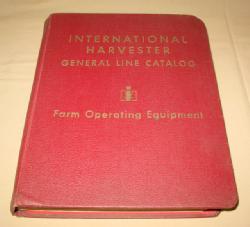 INTERNATIONAL
HARVESTER
GENERAL LINE CATALOG
Farm Operating Equipment